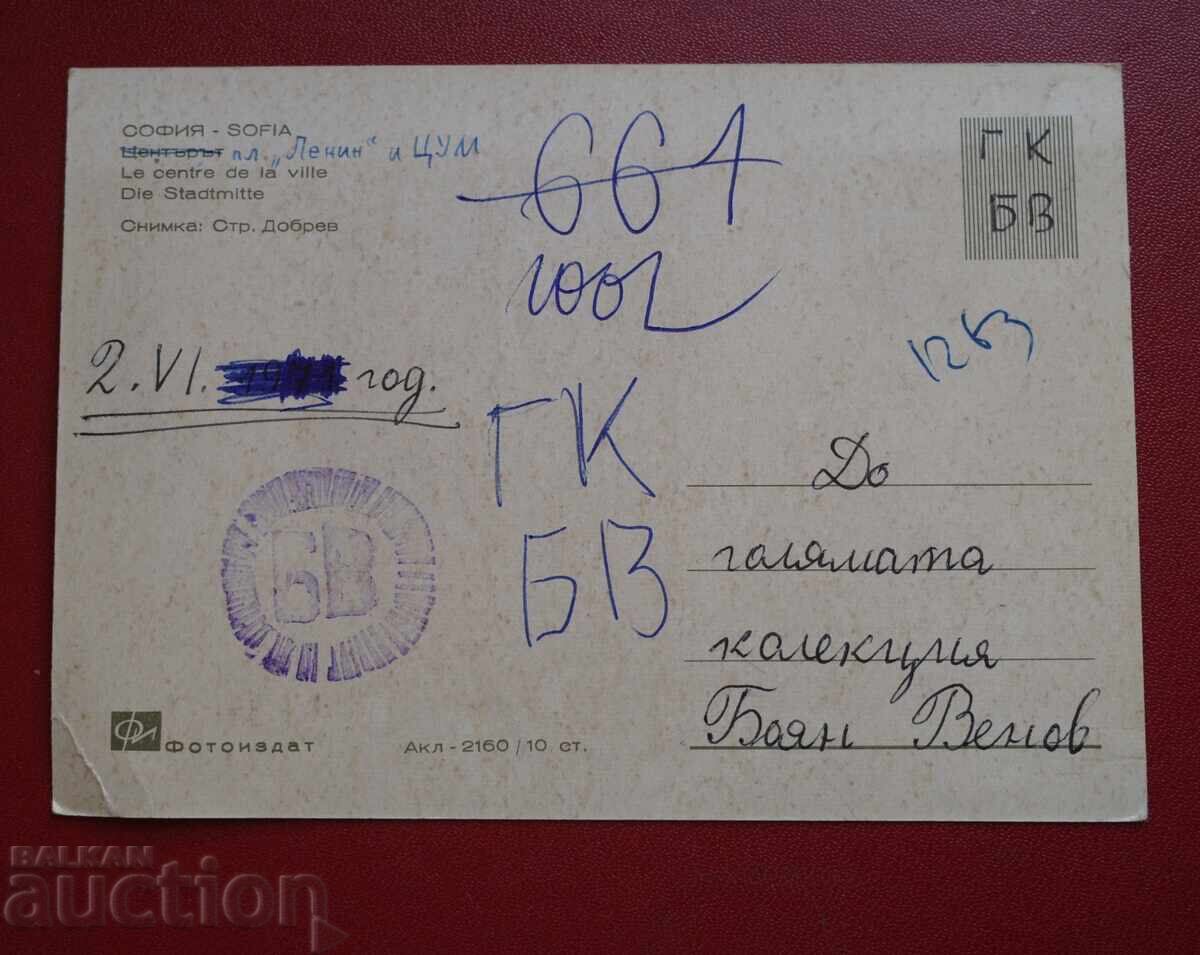 СОФИЯ - SOFIA
Центърът пл. „Ленин“ и ЦУМ
Le centre de la ville
Die Stadtmitte
Снимка: Стр. Добрев
661
1002
ГК
БВ
1263
2.VI. 1971 год.
ГК
БВ
БВ
До
голямата
колекция
Боян Венов
Фотоиздат
Акл - 2160 / 10 ст.
BALKAN
auction